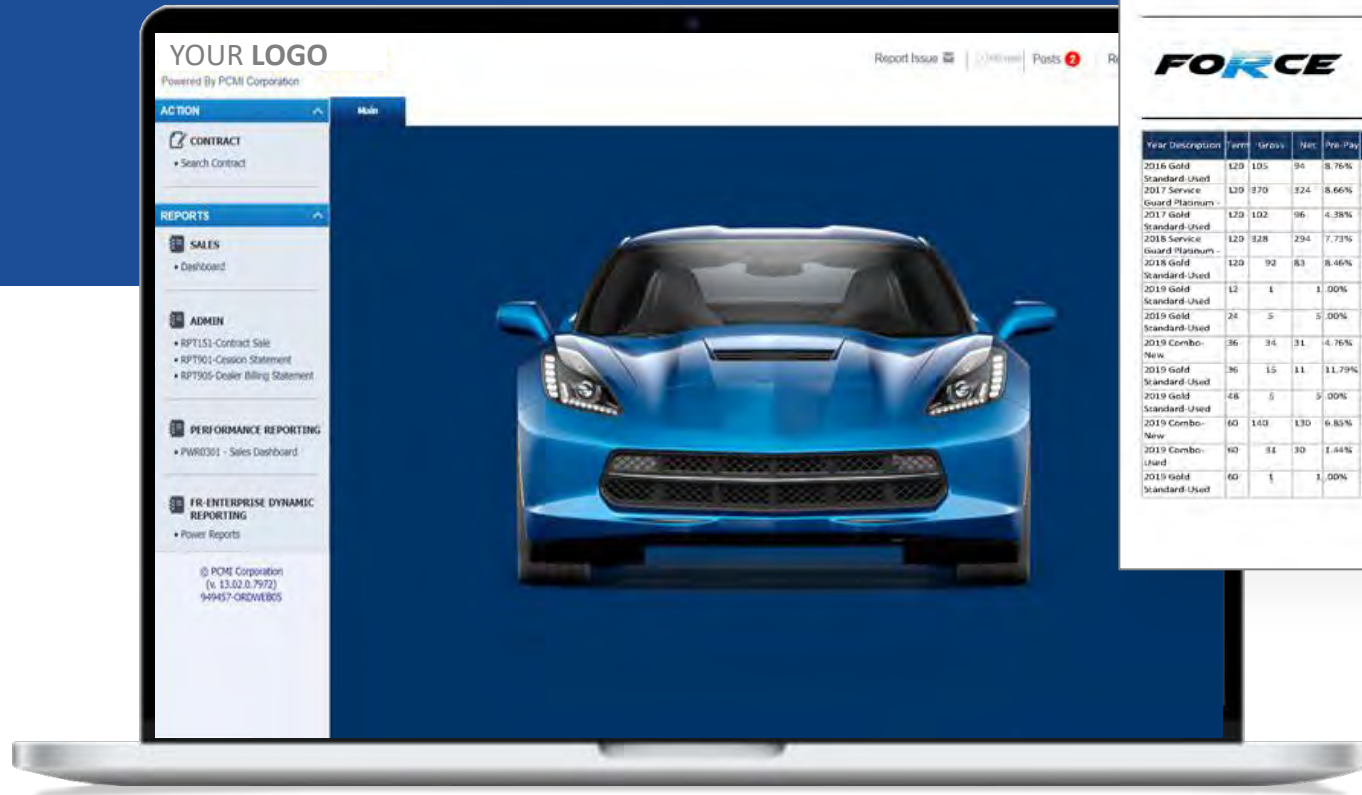 YOUR LOGO
Powered By PCMI Corporation
Report Issue
Posts 2
ACTION
Main
CONTRACT
• Search Contract
REPORTS
SALES
• Dashboard
ADMIN
• RPT151-Contract Sale
• RPT901-Cession Statement
• RPT905-Dealer Billing Statement
PERFORMANCE REPORTING
• PWR0301 - Sales Dashboard
FR-ENTERPRISE DYNAMIC
REPORTING
• Power Reports
© PCMI Corporation
(v. 13.02.0.7972)
949457-ORDWEB05
FORCE
Year Description Term Gross Net Pre-Pay
2016 Gold 120 105 94 8.76%
Standard-Used
2017 Service 120 370 324 8.66%
Guard Platinum -
2017 Gold 120 102 96 4.38%
Standard-Used
2018 Service 120 328 294 7.73%
Guard Platinum -
2018 Gold 120 92 83 8.46%
Standard-Used
2019 Gold 12 1 1 .00%
Standard-Used
2019 Gold 24 5 5 .00%
Standard-Used
2019 Combo- 36 34 31 4.76%
New
2019 Gold 36 15 11 11.79%
Standard-Used
2019 Gold 48 5 5 .00%
Standard-Used
2019 Combo- 60 140 130 6.85%
New
2019 Combo- 60 31 30 1.44%
Used
2019 Gold 60 1 1 .00%
Standard-Used